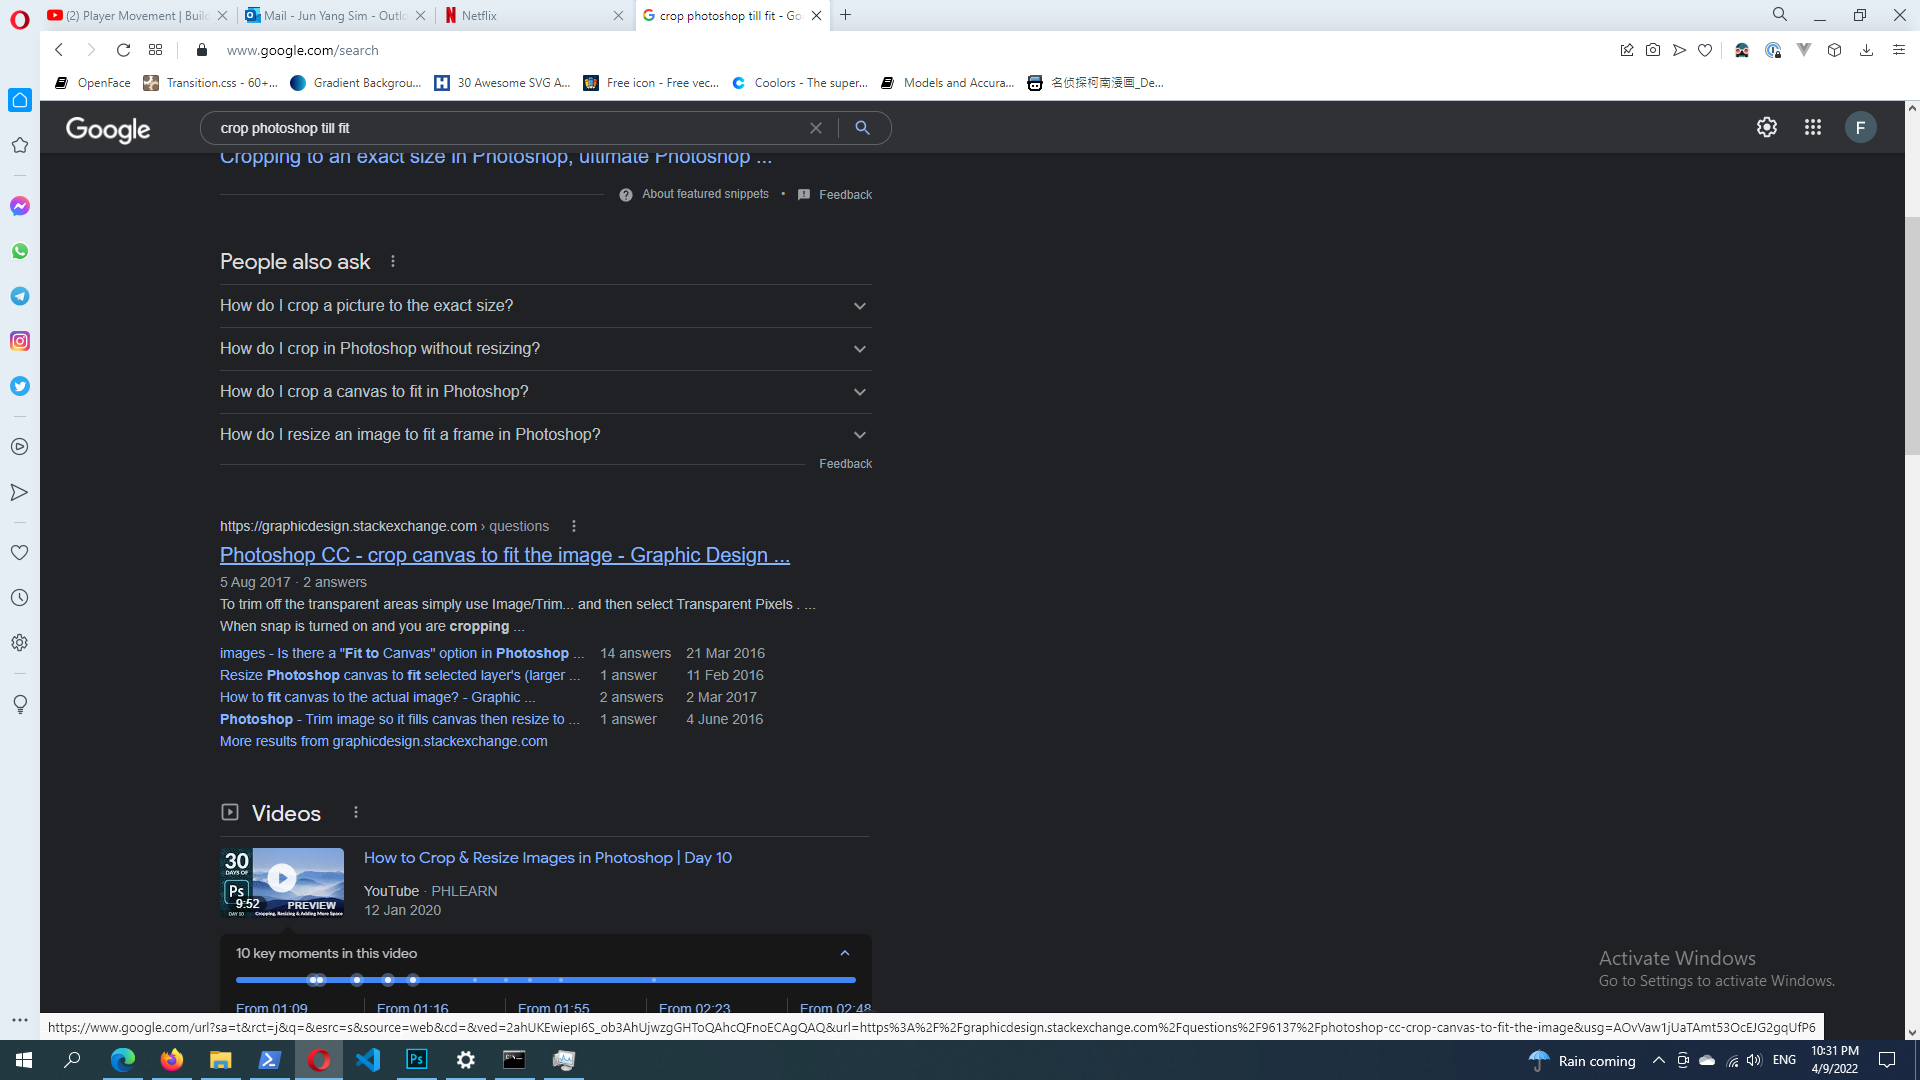 (2) Player Movement | Build
Mail - Jun Yang Sim - Outlo
Netflix
crop photoshop till fit - Go
www.google.com/search
OpenFace
Transition.css - 60+...
Gradient Backgrou...
30 Awesome SVG A...
Free icon - Free vec...
Coolors - The super...
Models and Accura...
名侦探柯南漫画_De...
Google
crop photoshop till fit
F
Cropping to an exact size in Photoshop, ultimate Photoshop ...
About featured snippets • Feedback
People also ask
How do I crop a picture to the exact size?
How do I crop in Photoshop without resizing?
How do I crop a canvas to fit in Photoshop?
How do I resize an image to fit a frame in Photoshop?
Feedback
https://graphicdesign.stackexchange.com › questions
Photoshop CC - crop canvas to fit the image - Graphic Design ...
5 Aug 2017 · 2 answers
To trim off the transparent areas simply use Image/Trim... and then select Transparent Pixels . ...
When snap is turned on and you are cropping ...
images - Is there a "Fit to Canvas" option in Photoshop ... 14 answers 21 Mar 2016
Resize Photoshop canvas to fit selected layer's (larger ... 1 answer 11 Feb 2016
How to fit canvas to the actual image? - Graphic ... 2 answers 2 Mar 2017
Photoshop - Trim image so it fills canvas then resize to ... 1 answer 4 June 2016
More results from graphicdesign.stackexchange.com
Videos
30
DAYS OF
Ps
9:52
DAY 10
PREVIEW
Cropping, Resizing & Adding More Space
How to Crop & Resize Images in Photoshop | Day 10
YouTube · PHLEARN
12 Jan 2020
10 key moments in this video
From 01:09
From 01:16
From 01:55
From 02:23
From 02:48
Activate Windows
Go to Settings to activate Windows.
https://www.google.com/url?sa=t&rct=j&q=&esrc=s&source=web&cd=&ved=2ahUKEwiepI6S_ob3AhUjwzgGHToQAhcQFnoECAgQAQ&url=https%3A%2F%2Fgraphicdesign.stackexchange.com%2Fquestions%2F96137%2Fphotoshop-cc-crop-canvas-to-fit-the-image&usg=AOvVaw1jUaTAmt53OcEJG2gqUfP6
Ps
Rain coming
ENG
10:31 PM
4/9/2022